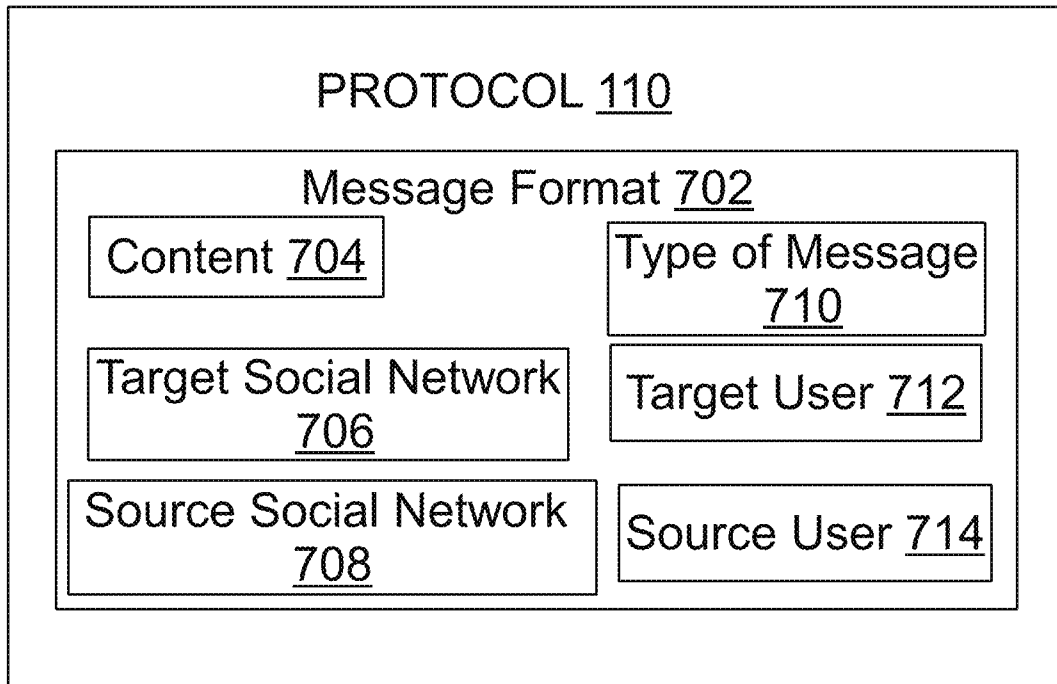 PROTOCOL 110
Message Format 702
Content 704
Type of Message
710
Target Social Network
706
Target User 712
Source Social Network
708
Source User 714